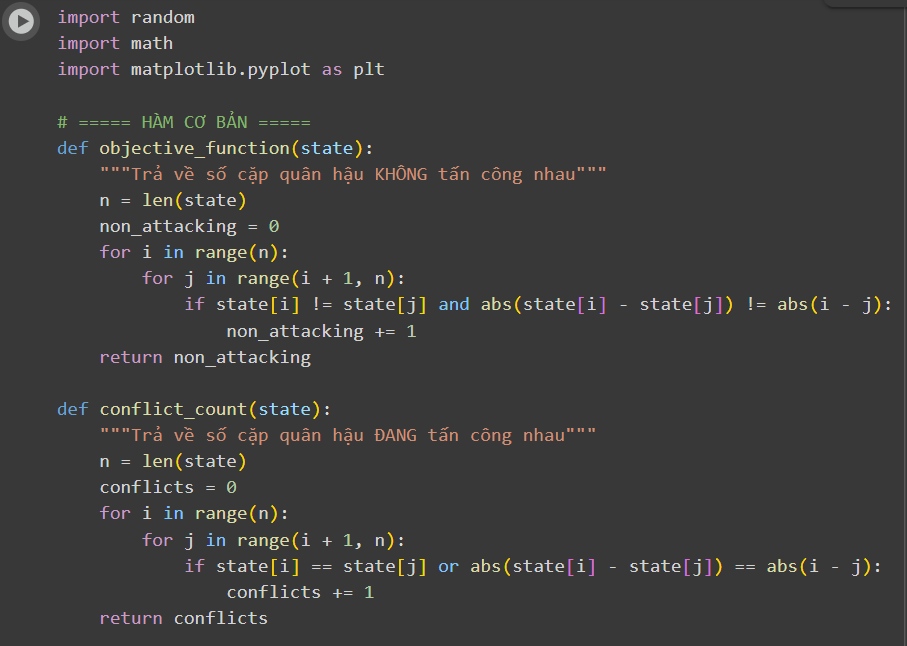 import random
import math
import matplotlib.pyplot as plt
# ===== HÀM CƠ BẢN =====
def objective_function(state):
    """Trả về số cặp quân hậu KHÔNG tấn công nhau"""
    n = len(state)
    non_attacking = 0
    for i in range(n):
        for j in range(i + 1, n):
            if state[i] != state[j] and abs(state[i] - state[j]) != abs(i - j):
                non_attacking += 1
    return non_attacking
def conflict_count(state):
    """Trả về số cặp quân hậu ĐANG tấn công nhau"""
    n = len(state)
    conflicts = 0
    for i in range(n):
        for j in range(i + 1, n):
            if state[i] == state[j] or abs(state[i] - state[j]) == abs(i - j):
                conflicts += 1
    return conflicts